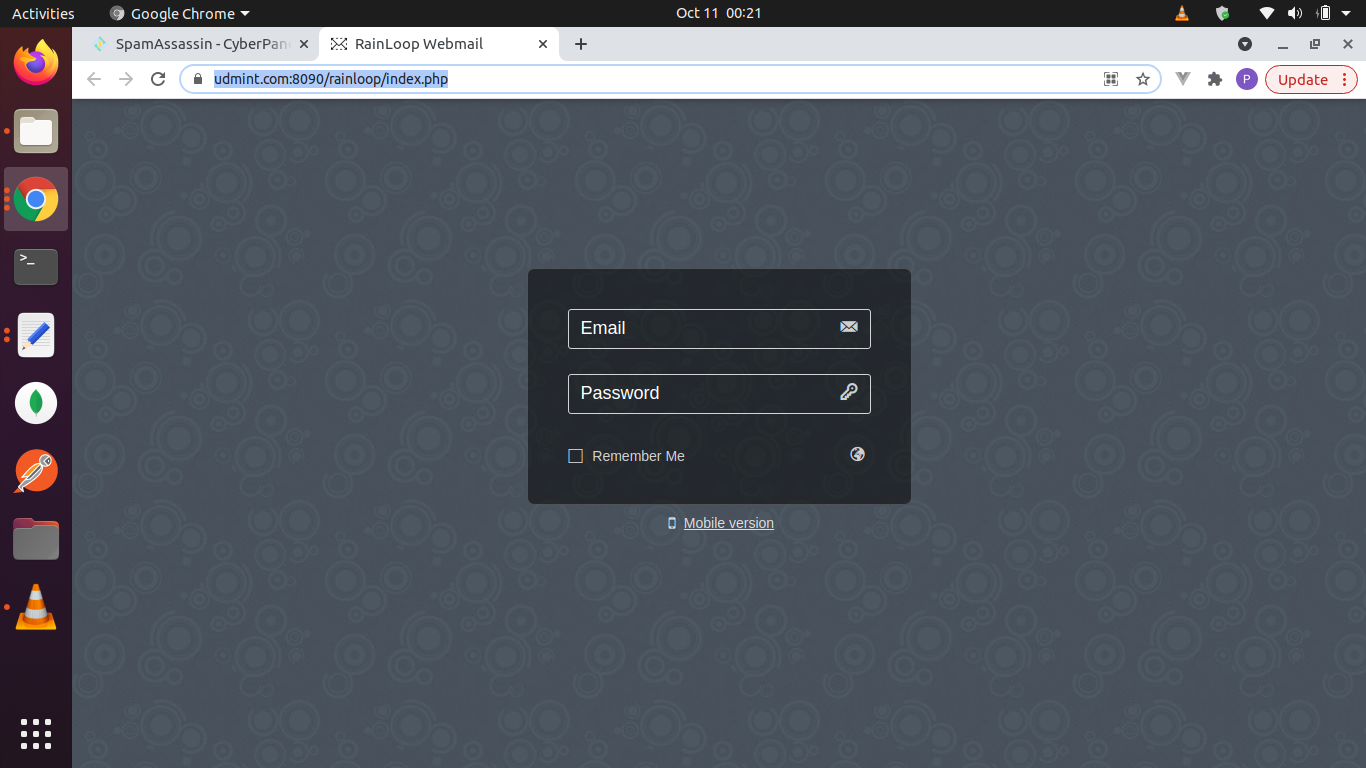 Activities
Google Chrome
Oct 11 00:21
SpamAssassin - CyberPan
RainLoop Webmail
udmint.com:8090/rainloop/index.php
P
Update
>_
Email
Password
Remember Me
Mobile version